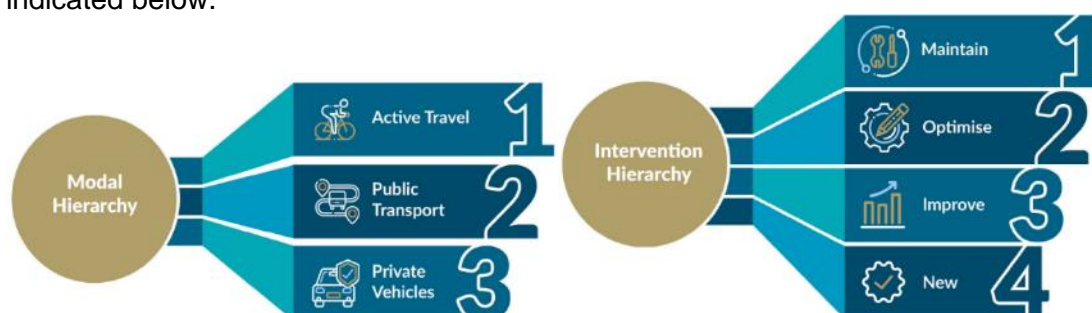 indicated below.
Modal
Hierarchy
Active Travel
1
Public
Transport
2
Private
Vehicles
3
Intervention
Hierarchy
Maintain
1
Optimise
2
Improve
3
New
4